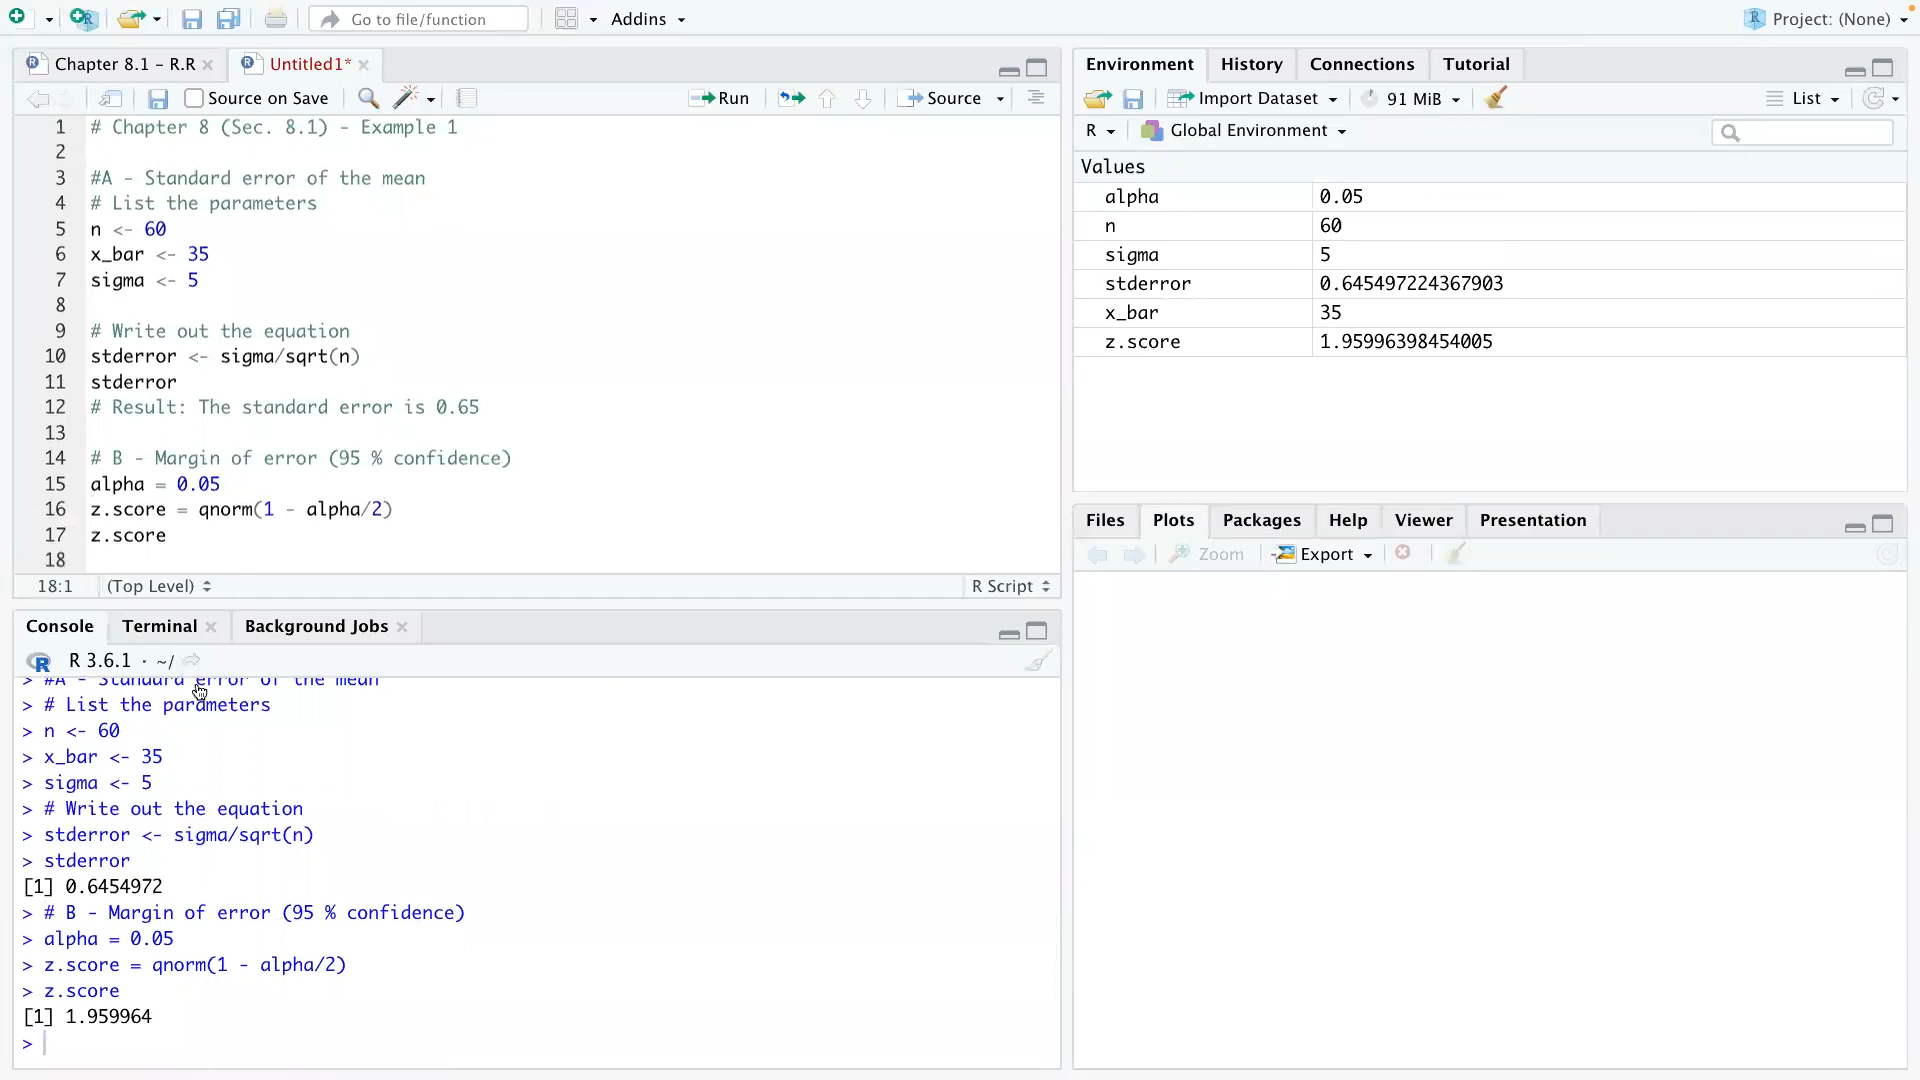 Go to file/function
Addins
Project: (None)
Chapter 8.1 – R.R
Untitled1*
Source on Save
Run
Source
1 # Chapter 8 (Sec. 8.1) - Example 1
2
3 #A - Standard error of the mean
4 # List the parameters
5 n <- 60
6 x_bar <- 35
7 sigma <- 5
8
9 # Write out the equation
10 stderror <- sigma/sqrt(n)
11 stderror
12 # Result: The standard error is 0.65
13
14 # B - Margin of error (95 % confidence)
15 alpha = 0.05
16 z.score = qnorm(1 - alpha/2)
17 z.score
18
18:1 (Top Level) R Script
Console Terminal Background Jobs
R 3.6.1 · ~/
> #A - Standard error of the mean
> # List the parameters
> n <- 60
> x_bar <- 35
> sigma <- 5
> # Write out the equation
> stderror <- sigma/sqrt(n)
> stderror
[1] 0.6454972
> # B - Margin of error (95 % confidence)
> alpha = 0.05
> z.score = qnorm(1 - alpha/2)
> z.score
[1] 1.959964
>
Environment History Connections Tutorial
Import Dataset 91 MiB List
R Global Environment
Values
alpha 0.05
n 60
sigma 5
stderror 0.645497224367903
x_bar 35
z.score 1.95996398454005
Files Plots Packages Help Viewer Presentation
Zoom Export